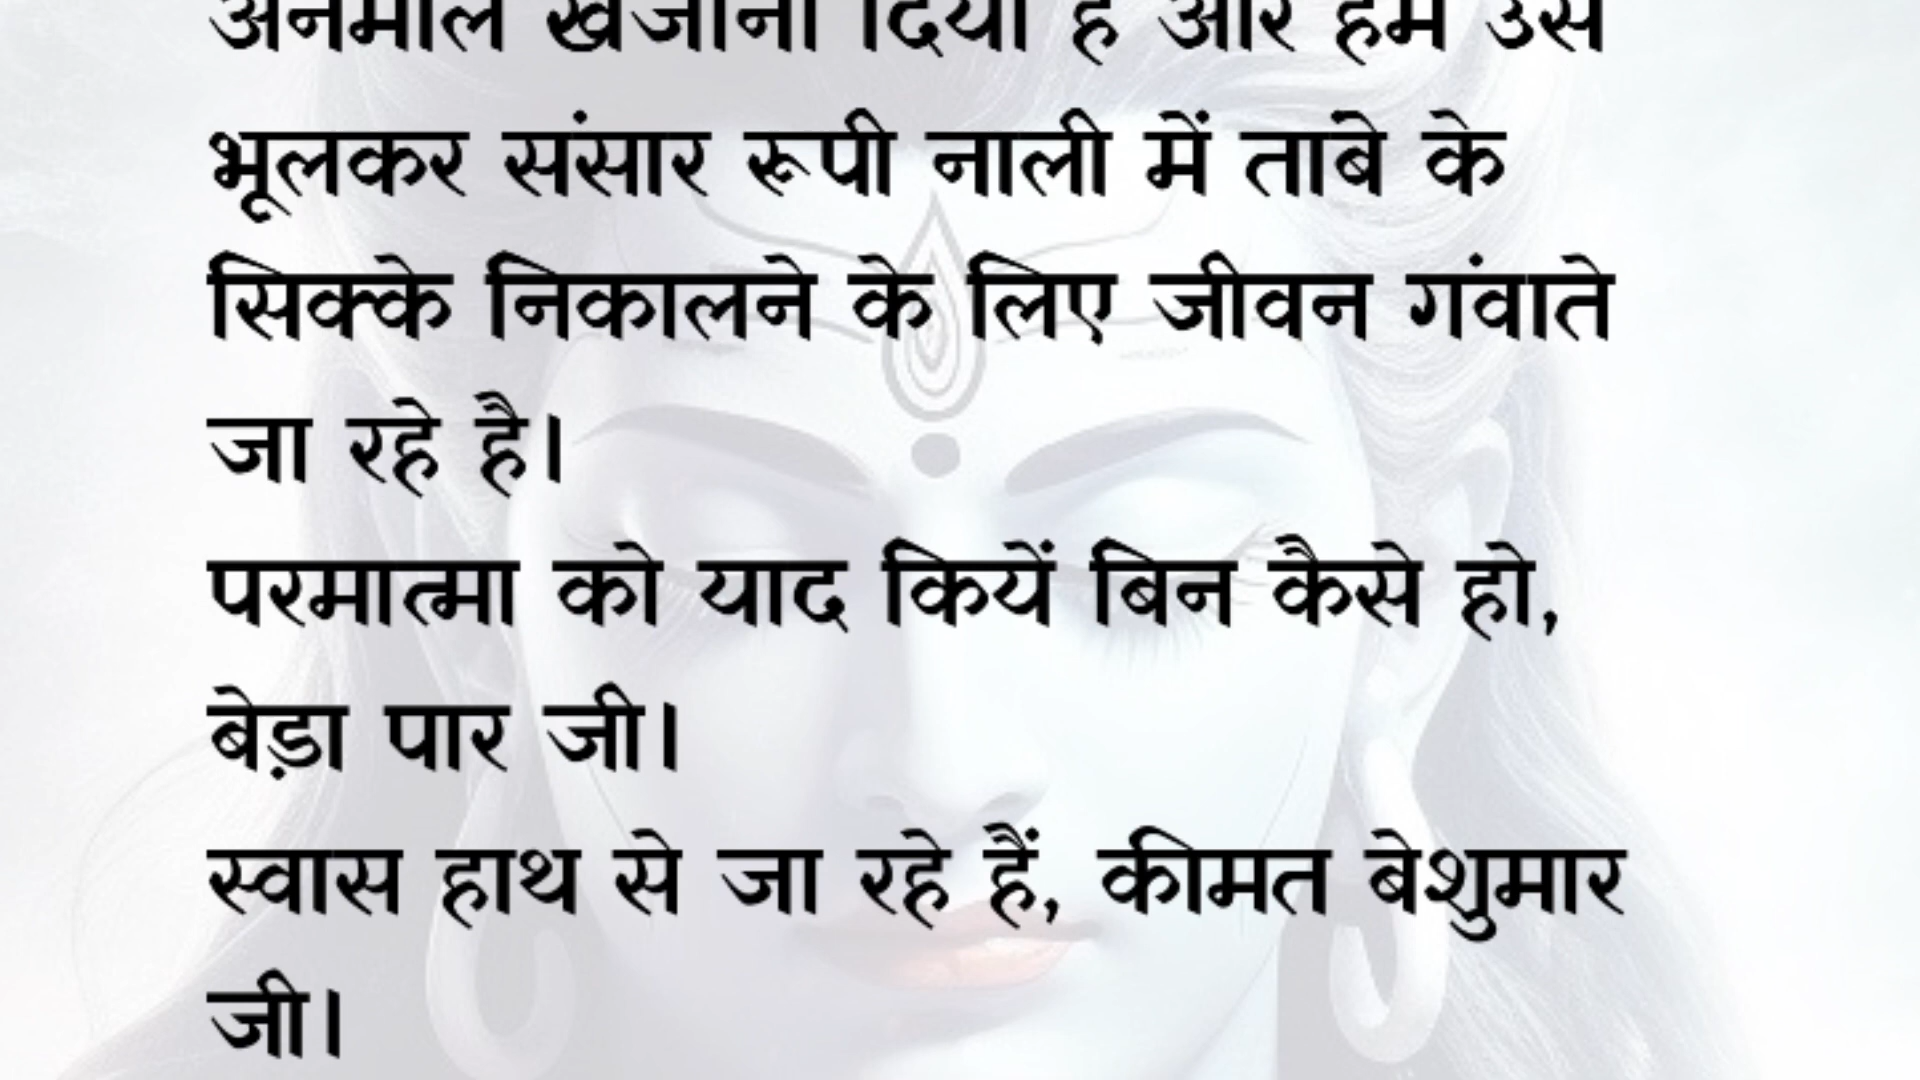 अनमोल खजाना दिया है और हम उसे
भूलकर संसार रूपी नाली में तांबे के
सिक्के निकालने के लिए जीवन गंवाते
जा रहे है।
परमात्मा को याद कियें बिन कैसे हो,
बेड़ा पार जी।
स्वास हाथ से जा रहे हैं, कीमत बेशुमार
जी।